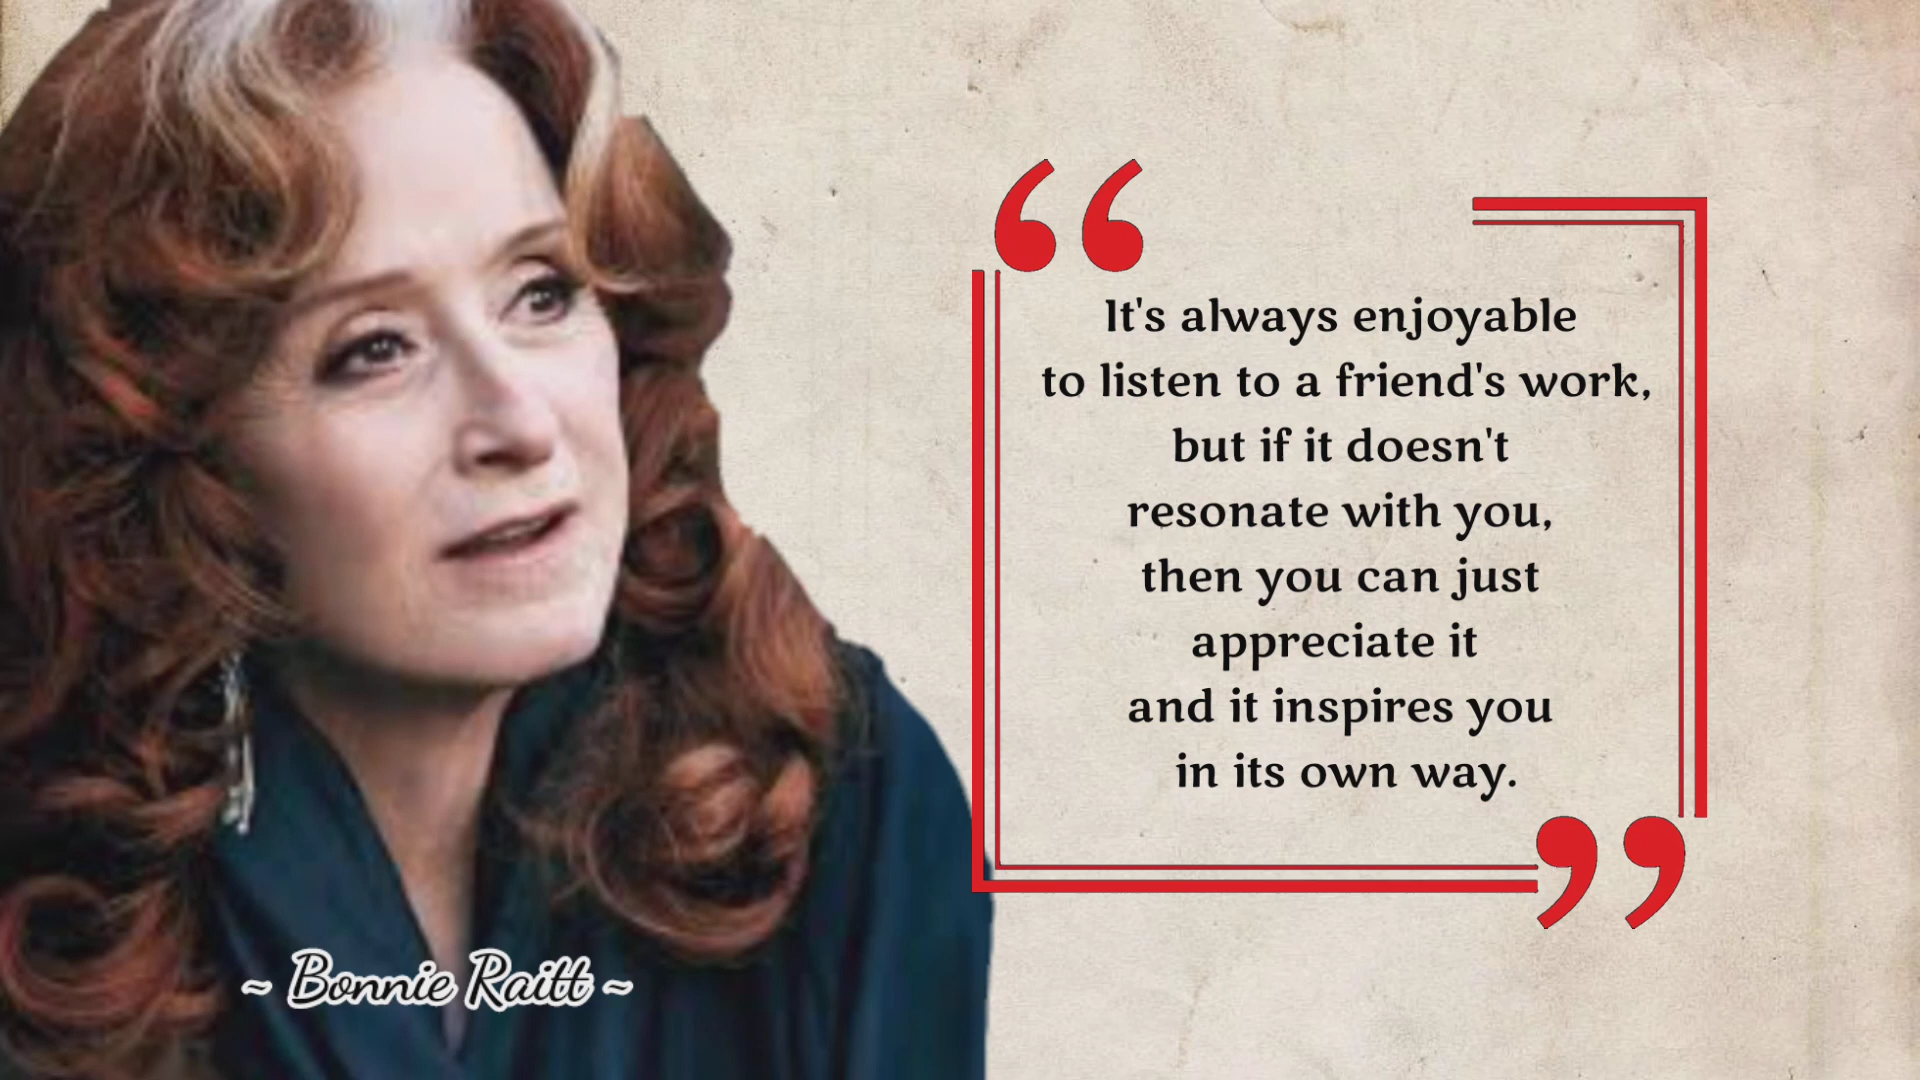 It's always enjoyable
to listen to a friend's work,
but if it doesn't
resonate with you,
then you can just
appreciate it
and it inspires you
in its own way.
~ Bonnie Raitt ~